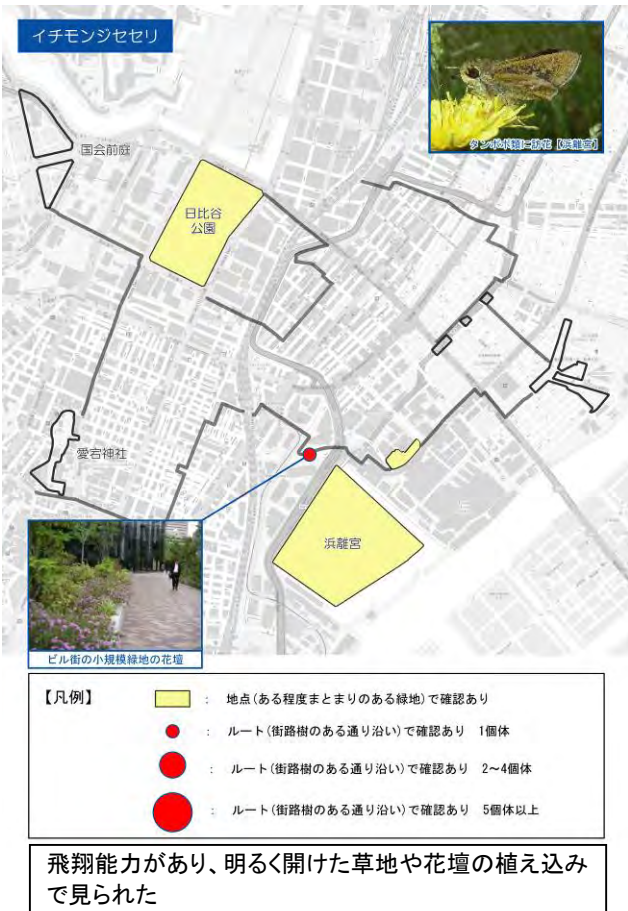 イチモンジセセリ
タンポポ類に訪花【浜離宮】
国会前庭
日比谷
公園
愛宕神社
浜離宮
ビル街の小規模緑地の花壇
【凡例】
： 地点(ある程度まとまりのある緑地)で確認あり
： ルート(街路樹のある通り沿い)で確認あり 1個体
： ルート(街路樹のある通り沿い)で確認あり 2～4個体
： ルート(街路樹のある通り沿い)で確認あり 5個体以上
飛翔能力があり、明るく開けた草地や花壇の植え込み
で見られた